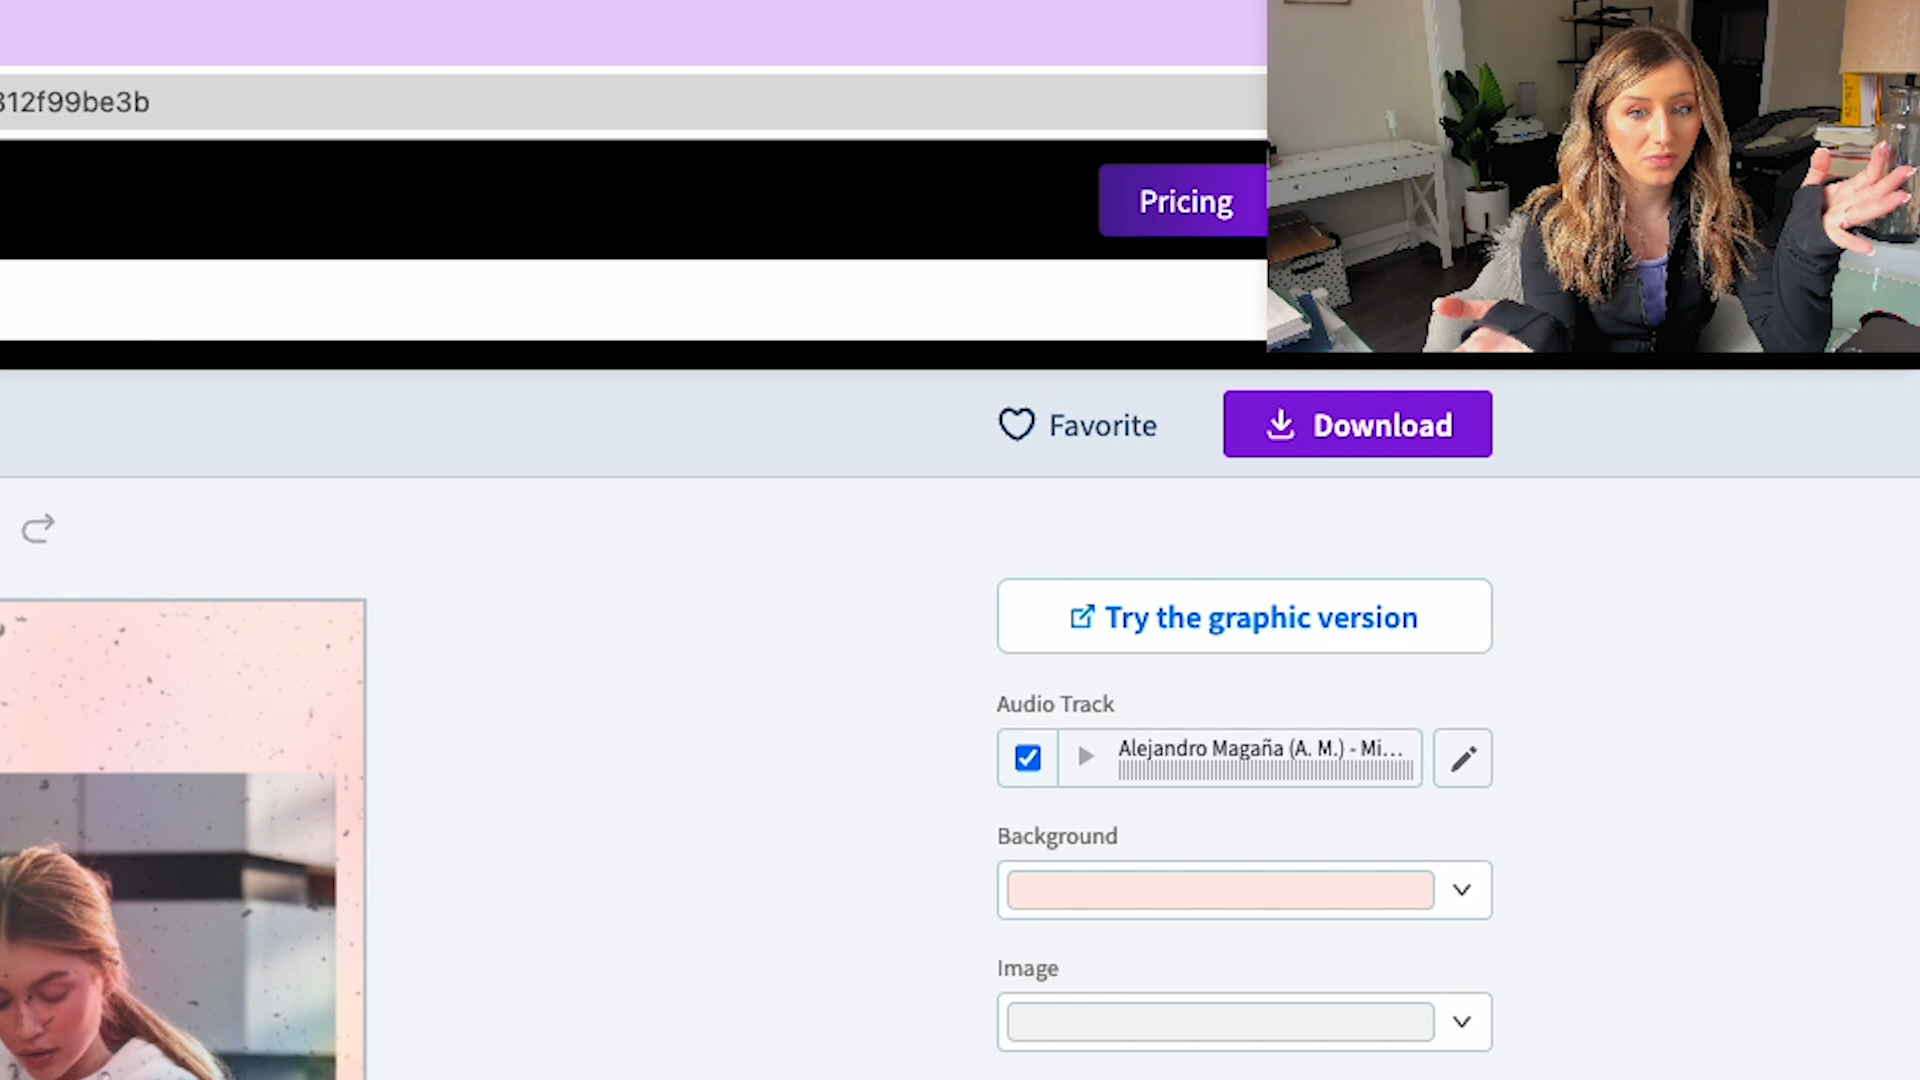 312f99be3b
Pricing
Favorite
Download
Try the graphic version
Audio Track
Alejandro Magaña (A. M.) - Mi...
Background
Image